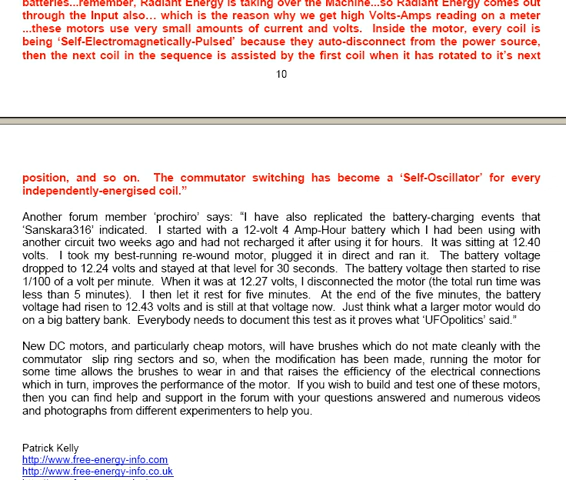 batteries...remember, Radiant Energy is taking over the Machine...so Radiant Energy comes out
through the Input also... which is the reason why we get high Volts-Amps reading on a meter
...these motors use very small amounts of current and volts.  Inside the motor, every coil is
being ‘Self-Electromagnetically-Pulsed’ because they auto-disconnect from the power source,
then the next coil in the sequence is assisted by the first coil when it has rotated to it’s next
10
position, and so on.  The commutator switching has become a ‘Self-Oscillator’ for every
independently-energised coil.”
Another forum member ‘prochiro’ says: “I have also replicated the battery-charging events that
‘Sanskara316’ indicated.  I started with a 12-volt 4 Amp-Hour battery which I had been using with
another circuit two weeks ago and had not recharged it after using it for hours.  It was sitting at 12.40
volts.  I took my best-running re-wound motor, plugged it in direct and ran it.  The battery voltage
dropped to 12.24 volts and stayed at that level for 30 seconds.  The battery voltage then started to rise
1/100 of a volt per minute.  When it was at 12.27 volts, I disconnected the motor (the total run time was
less than 5 minutes).  I then let it rest for five minutes.  At the end of the five minutes, the battery
voltage had risen to 12.43 volts and is still at that voltage now.  Just think what a larger motor would do
on a big battery bank.  Everybody needs to document this test as it proves what ‘UFOpolitics’ said.”
New DC motors, and particularly cheap motors, will have brushes which do not mate cleanly with the
commutator  slip ring sectors and so, when the modification has been made, running the motor for
some time allows the brushes to wear in and that raises the efficiency of the electrical connections
which in turn, improves the performance of the motor.  If you wish to build and test one of these motors,
then you can find help and support in the forum with your questions answered and numerous videos
and photographs from different experimenters to help you.
Patrick Kelly
http://www.free-energy-info.com
http://www.free-energy-info.co.uk